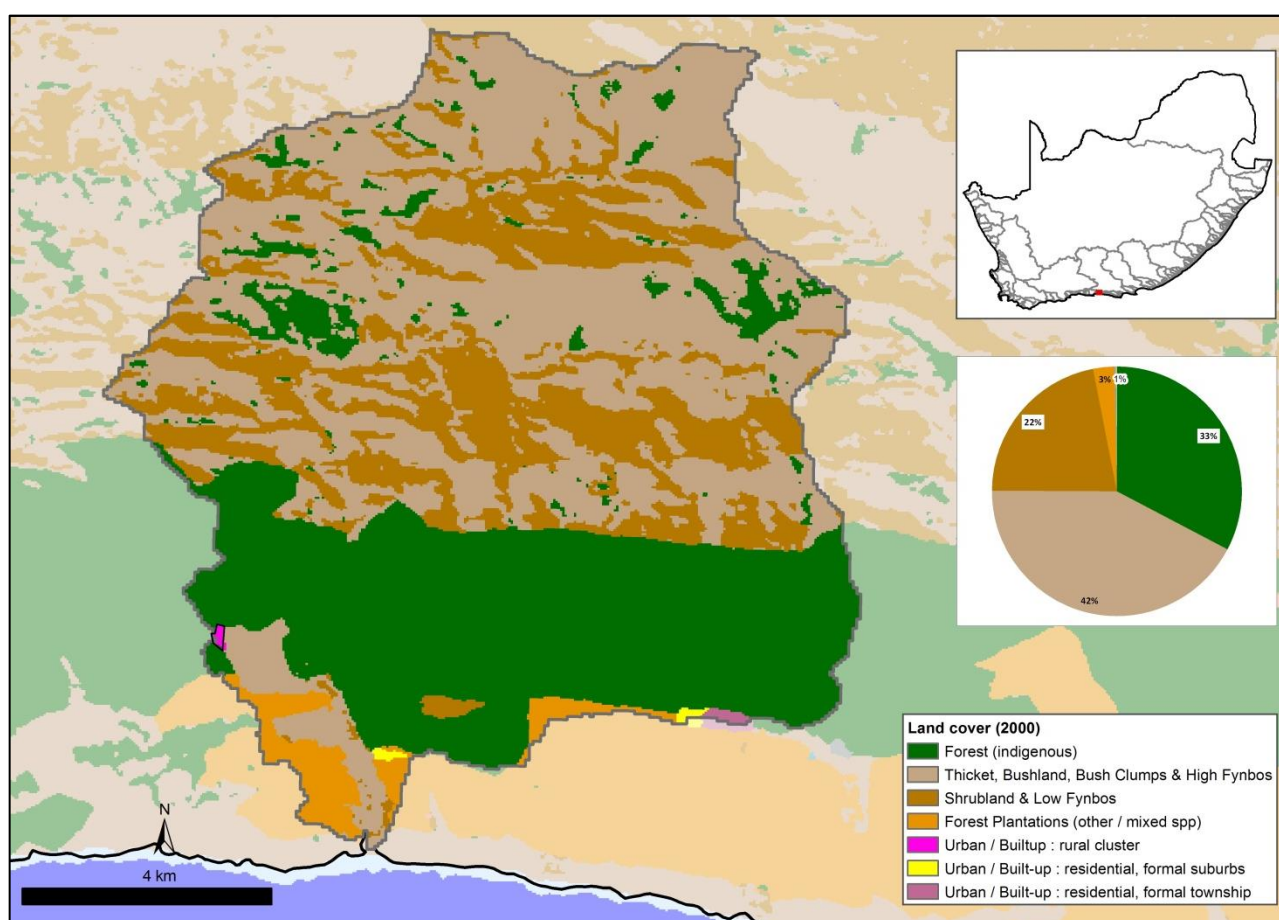 3%
1%
22%
33%
42%
Land cover (2000)
Forest (indigenous)
Thicket, Bushland, Bush Clumps & High Fynbos
Shrubland & Low Fynbos
Forest Plantations (other / mixed spp)
Urban / Builtup : rural cluster
Urban / Built-up : residential, formal suburbs
Urban / Built-up : residential, formal township
N
4 km